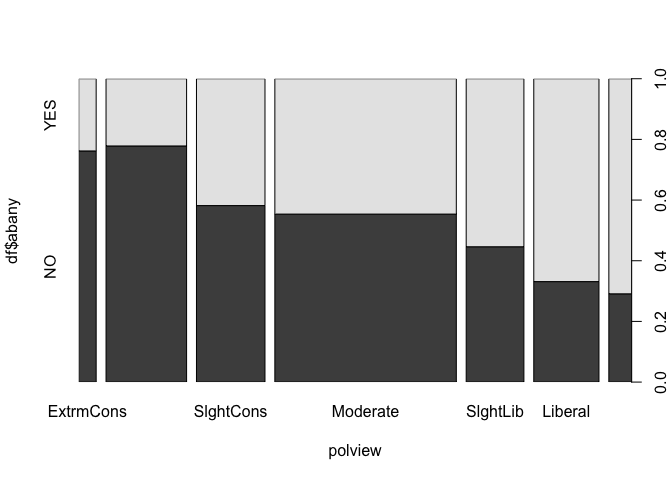 df$abany
YES
NO
1.0
0.8
0.6
0.4
0.2
0.0
ExtrmCons SlghtCons Moderate SlghtLib Liberal
polview